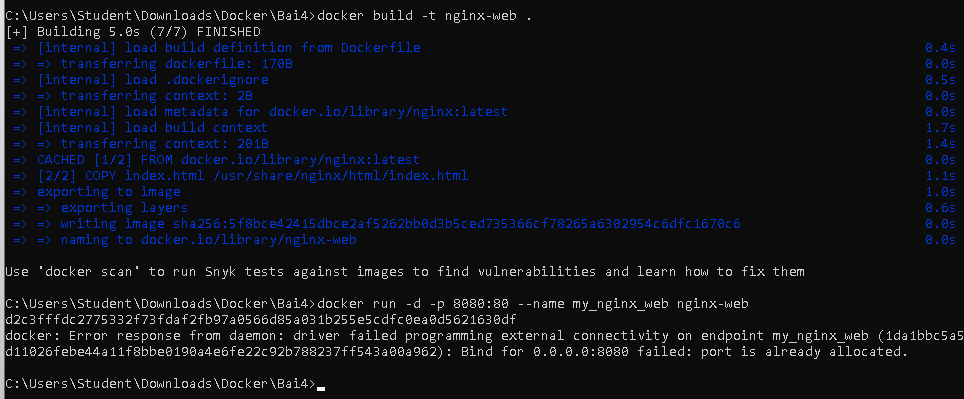 C:\Users\Student\Downloads\Docker\Bai4>docker build -t nginx-web .
[+] Building 5.0s (7/7) FINISHED
=> [internal] load build definition from Dockerfile 0.4s
=> => transferring dockerfile: 170B 0.0s
=> [internal] load .dockerignore 0.5s
=> => transferring context: 2B 0.0s
=> [internal] load metadata for docker.io/library/nginx:latest 0.0s
=> [internal] load build context 1.7s
=> => transferring context: 201B 1.4s
=> CACHED [1/2] FROM docker.io/library/nginx:latest 0.0s
=> [2/2] COPY index.html /usr/share/nginx/html/index.html 1.1s
=> exporting to image 1.0s
=> => exporting layers 0.6s
=> => writing image sha256:5f8bce42415dbce2af5262bb0d3b5ced735366cf78265a6302954c6dfc1670c6 0.0s
=> => naming to docker.io/library/nginx-web 0.0s
Use 'docker scan' to run Snyk tests against images to find vulnerabilities and learn how to fix them
C:\Users\Student\Downloads\Docker\Bai4>docker run -d -p 8080:80 --name my_nginx_web nginx-web
d2c3fffdc2775332f73fdaf2fb97a0566d85a031b255e5cdfc0ea0d5621630df
docker: Error response from daemon: driver failed programming external connectivity on endpoint my_nginx_web (1da1bbc5a5
d11026febe44a11f8bbe0190a4e6fe22c92b788237ff543a00a962): Bind for 0.0.0.0:8080 failed: port is already allocated.
C:\Users\Student\Downloads\Docker\Bai4>